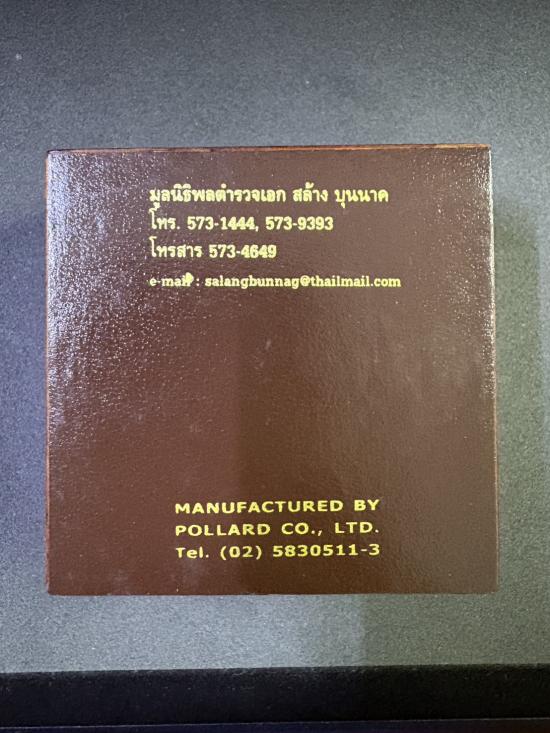 มูลนิธิพลตำรวจเอก สล้าง บุนนาค
โทร. 573-1444, 573-9393
โทรสาร 573-4649
e-mail : salangbunnag@thailmail.com
MANUFACTURED BY
POLLARD CO., LTD.
Tel. (02) 5830511-3